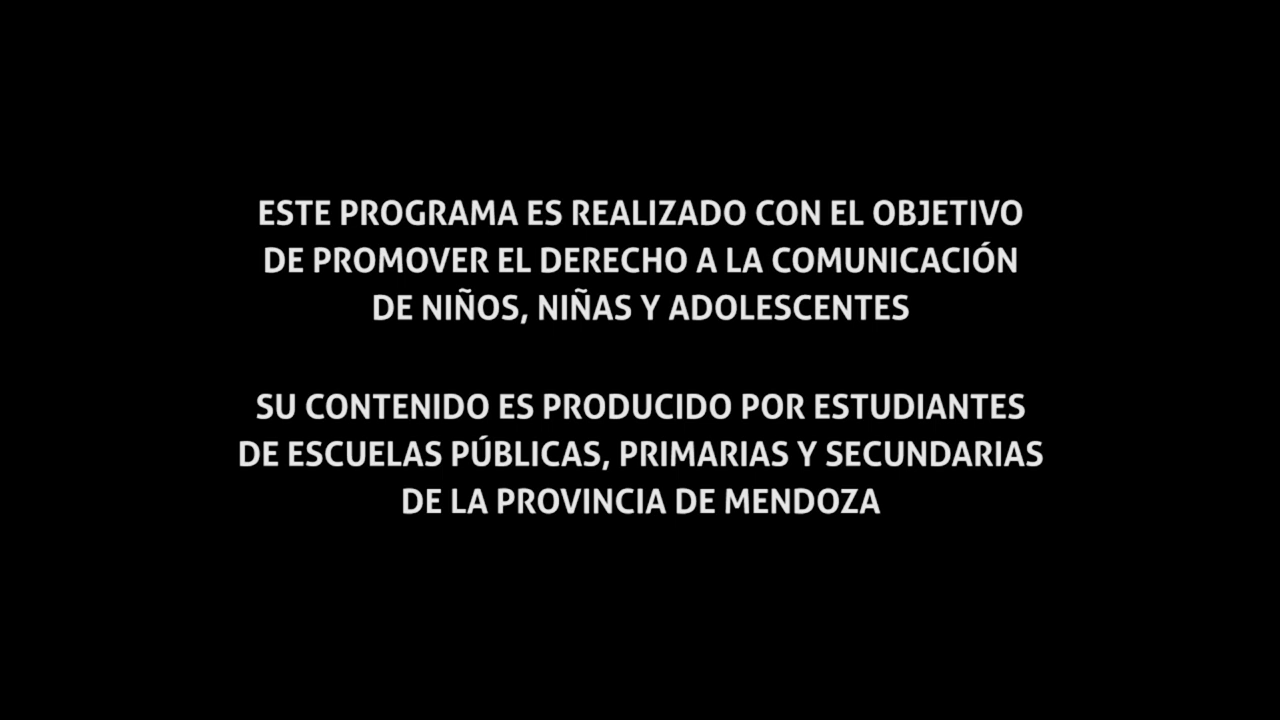 ESTE PROGRAMA ES REALIZADO CON EL OBJETIVO
DE PROMOVER EL DERECHO A LA COMUNICACIÓN
DE NIÑOS, NIÑAS Y ADOLESCENTES
SU CONTENIDO ES PRODUCIDO POR ESTUDIANTES
DE ESCUELAS PÚBLICAS, PRIMARIAS Y SECUNDARIAS
DE LA PROVINCIA DE MENDOZA